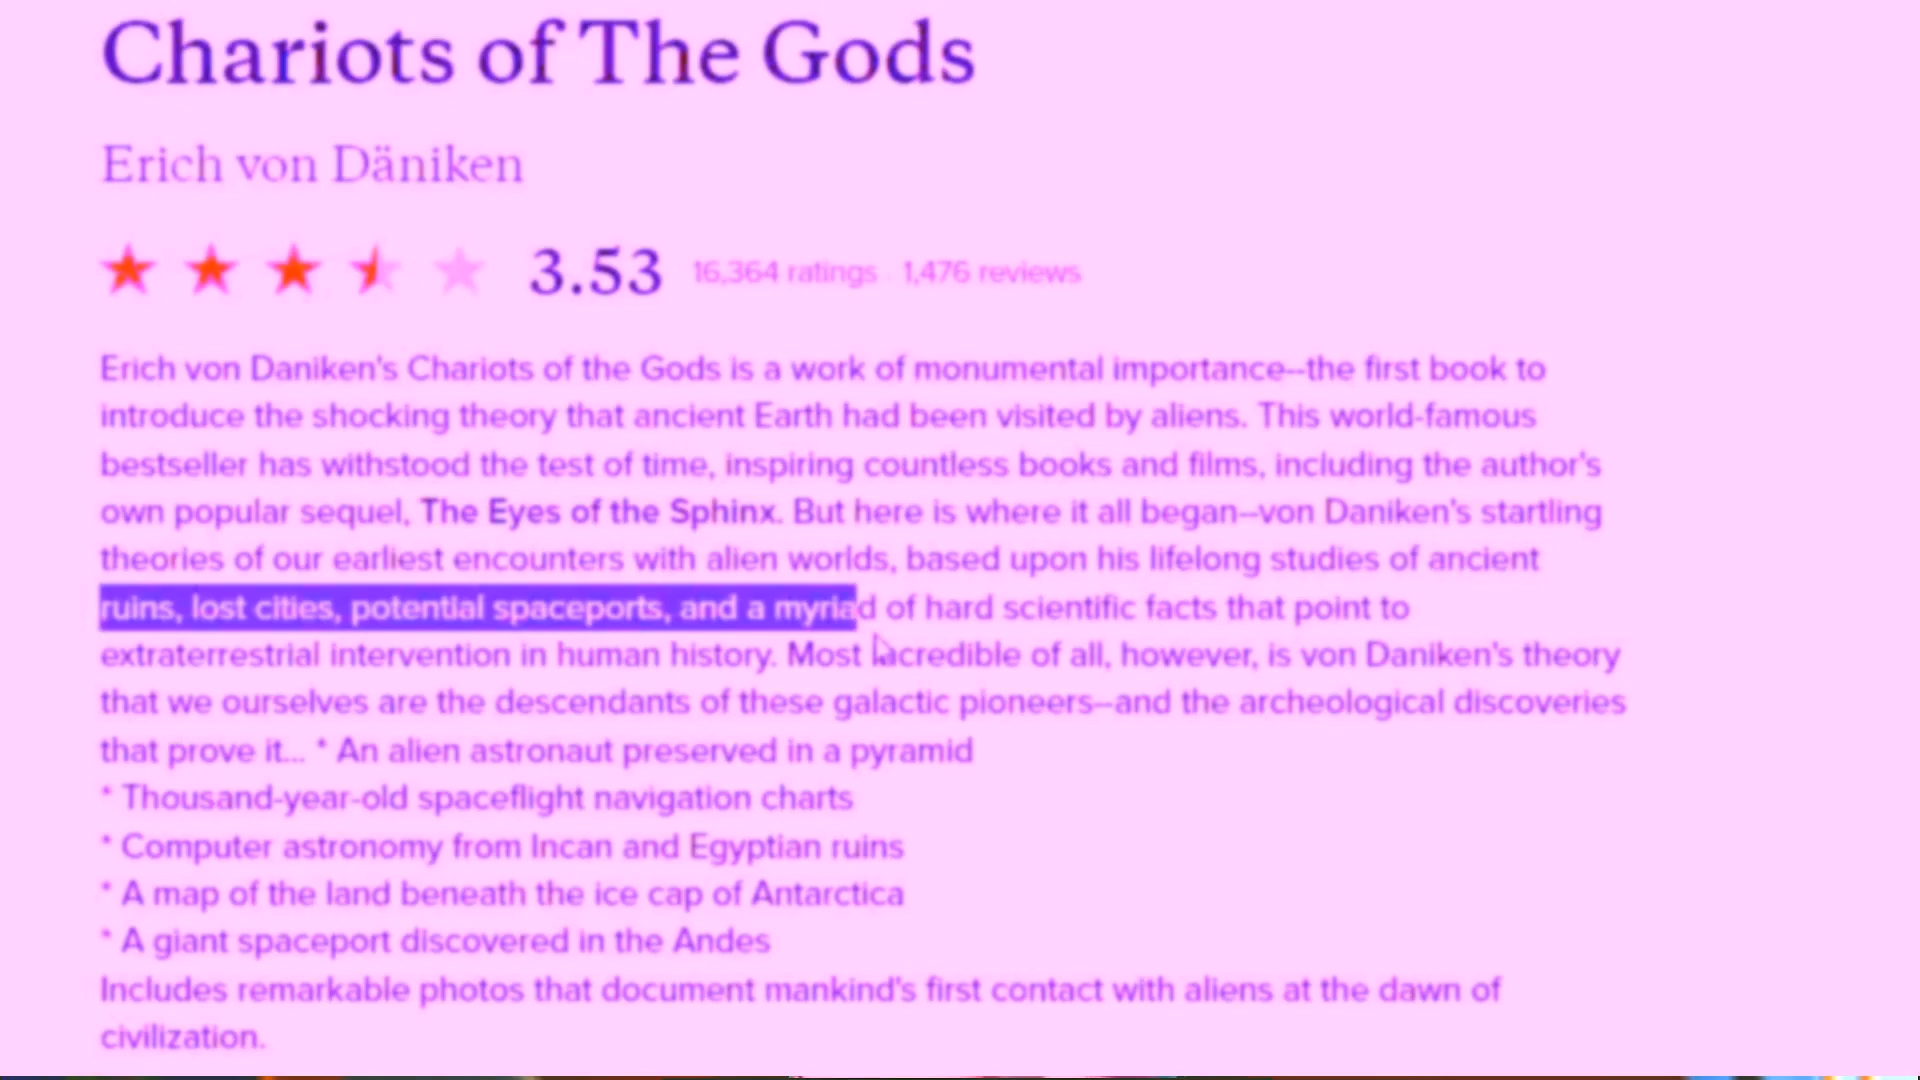 Chariots of The Gods
Erich von Däniken
3.53 16,364 ratings · 1,476 reviews
Erich von Daniken's Chariots of the Gods is a work of monumental importance--the first book to
introduce the shocking theory that ancient Earth had been visited by aliens. This world-famous
bestseller has withstood the test of time, inspiring countless books and films, including the author's
own popular sequel, The Eyes of the Sphinx. But here is where it all began--von Daniken's startling
theories of our earliest encounters with alien worlds, based upon his lifelong studies of ancient
ruins, lost cities, potential spaceports, and a myriad of hard scientific facts that point to
extraterrestrial intervention in human history. Most incredible of all, however, is von Daniken's theory
that we ourselves are the descendants of these galactic pioneers--and the archeological discoveries
that prove it... * An alien astronaut preserved in a pyramid
* Thousand-year-old spaceflight navigation charts
* Computer astronomy from Incan and Egyptian ruins
* A map of the land beneath the ice cap of Antarctica
* A giant spaceport discovered in the Andes
Includes remarkable photos that document mankind's first contact with aliens at the dawn of
civilization.